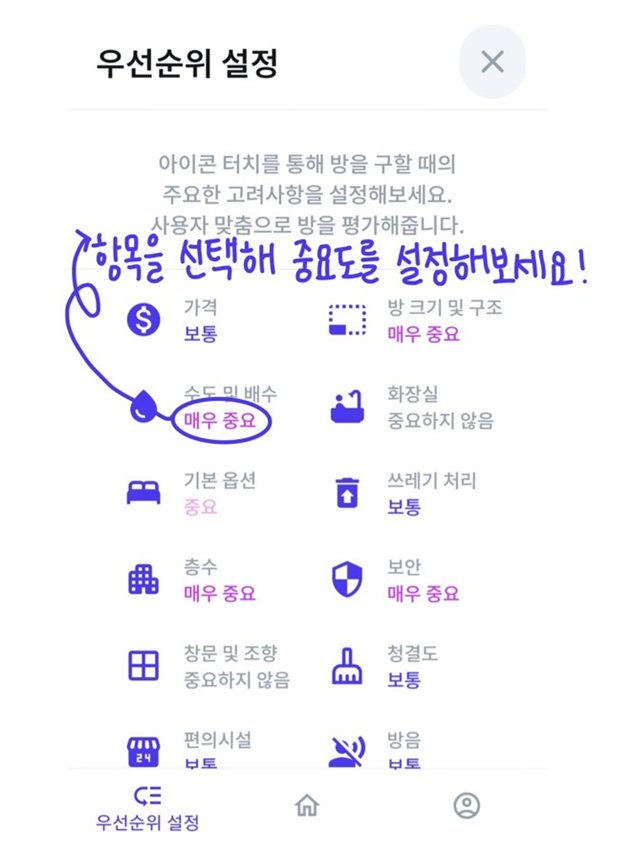 우선순위 설정
아이콘 터치를 통해 방을 구할 때의
주요한 고려사항을 설정해보세요.
사용자 맞춤으로 방을 평가해줍니다.
항목을 선택해 중요도를 설정해보세요!
가격
보통
방 크기 및 구조
매우 중요
수도 및 배수
매우 중요
화장실
중요하지 않음
기본 옵션
중요
쓰레기 처리
보통
층수
매우 중요
보안
매우 중요
창문 및 조향
중요하지 않음
청결도
보통
편의시설
보통
24
방음
보통
우선순위 설정